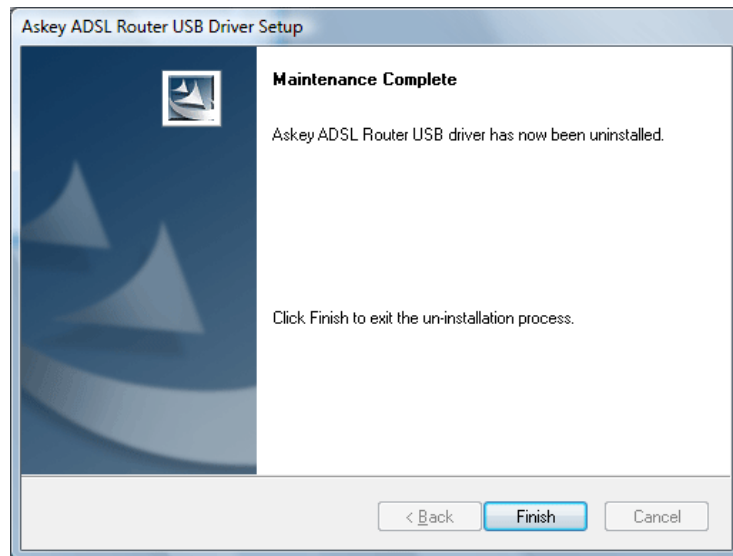 Askey ADSL Router USB Driver Setup
Maintenance Complete
Askey ADSL Router USB driver has now been uninstalled.
Click Finish to exit the un-installation process.
< Back
Finish
Cancel